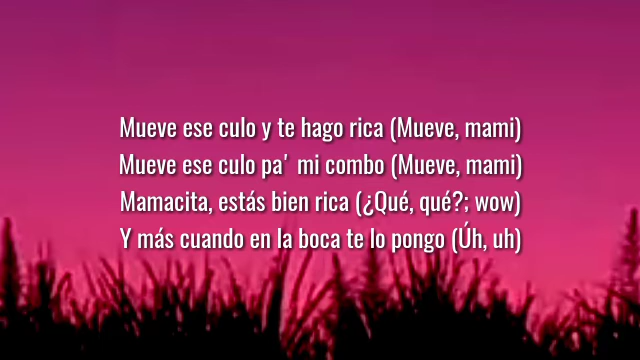 Mueve ese culo y te hago rica (Mueve, mami)
Mueve ese culo pa' mi combo (Mueve, mami)
Mamacita, estás bien rica (¿Qué, qué?; wow)
Y más cuando en la boca te lo pongo (Úh, uh)